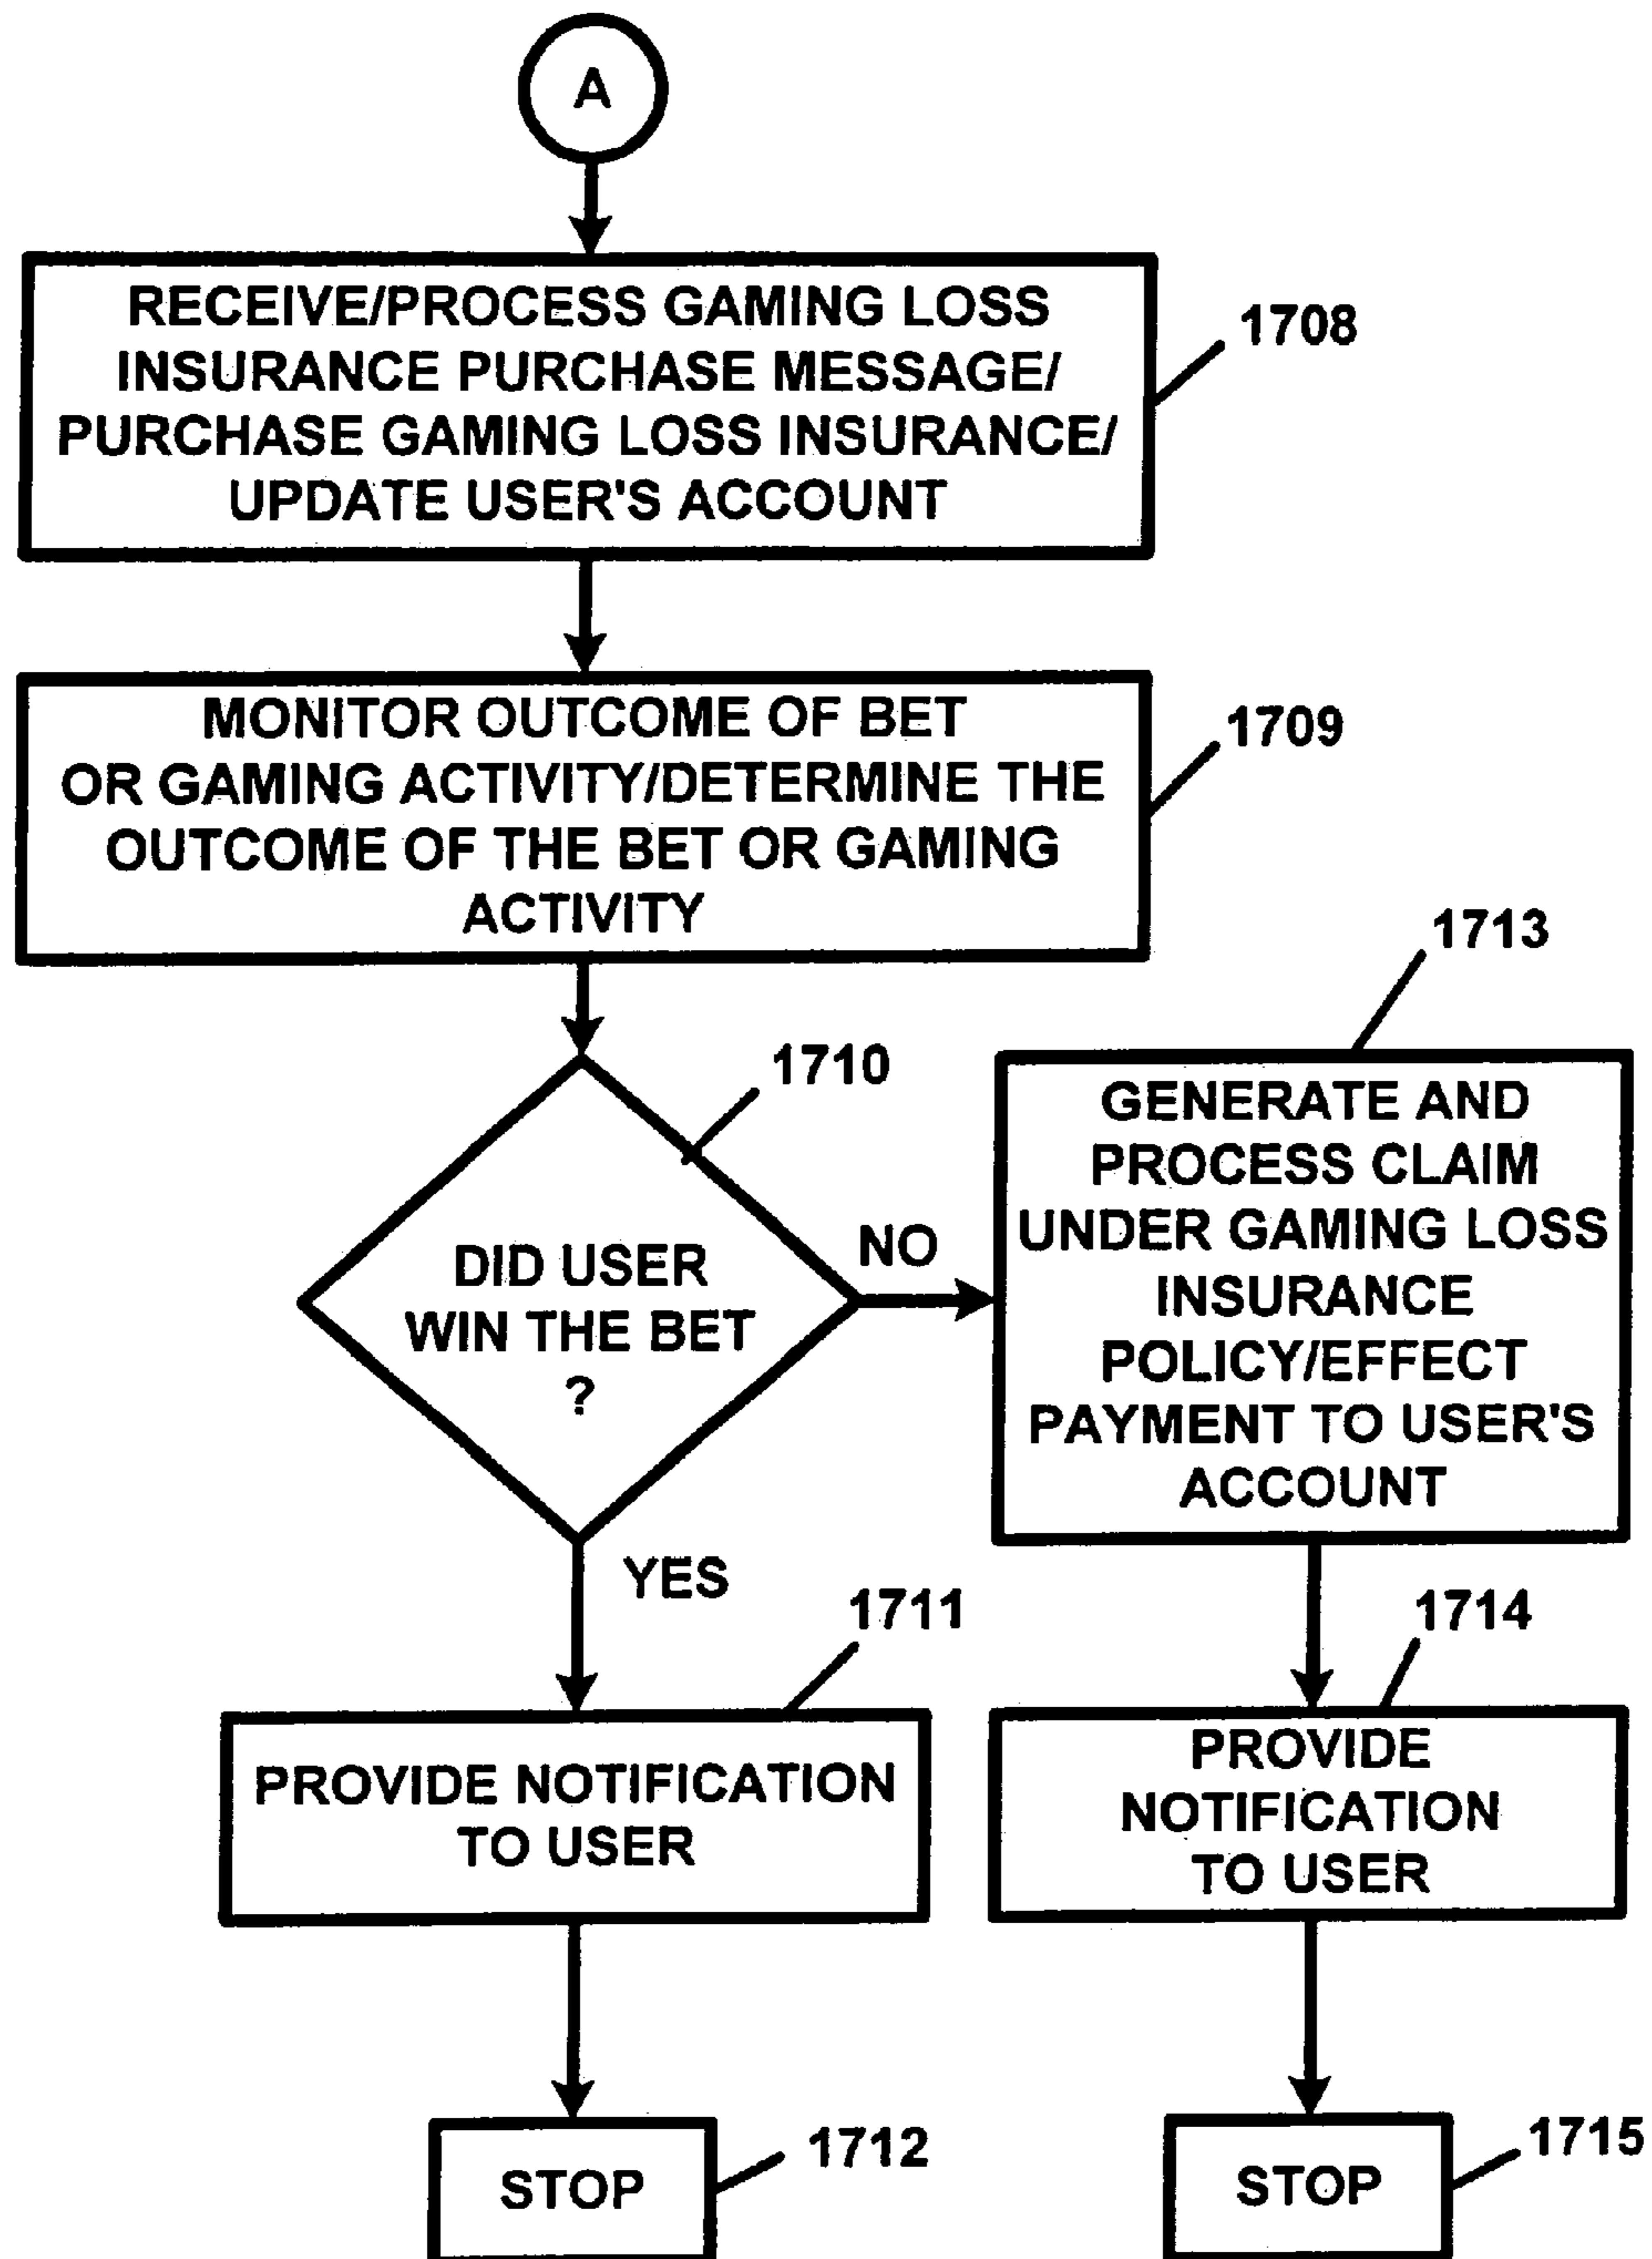 A
RECEIVE/PROCESS GAMING LOSS
INSURANCE PURCHASE MESSAGE/
PURCHASE GAMING LOSS INSURANCE/
UPDATE USER'S ACCOUNT
1708
MONITOR OUTCOME OF BET
OR GAMING ACTIVITY/DETERMINE THE
OUTCOME OF THE BET OR GAMING
ACTIVITY
1709
1710
DID USER
WIN THE BET
?
NO
YES
1713
GENERATE AND
PROCESS CLAIM
UNDER GAMING LOSS
INSURANCE
POLICY/EFFECT
PAYMENT TO USER'S
ACCOUNT
1711
PROVIDE NOTIFICATION
TO USER
1714
PROVIDE
NOTIFICATION
TO USER
STOP
1712
STOP
1715